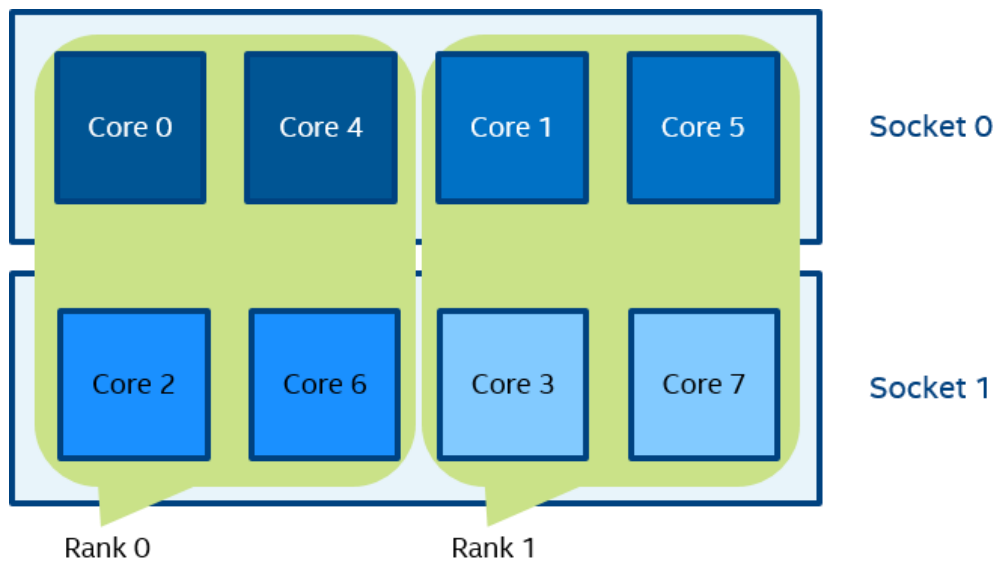 Core 0
Core 4
Core 1
Core 5
Socket 0
Core 2
Core 6
Core 3
Core 7
Socket 1
Rank 0
Rank 1